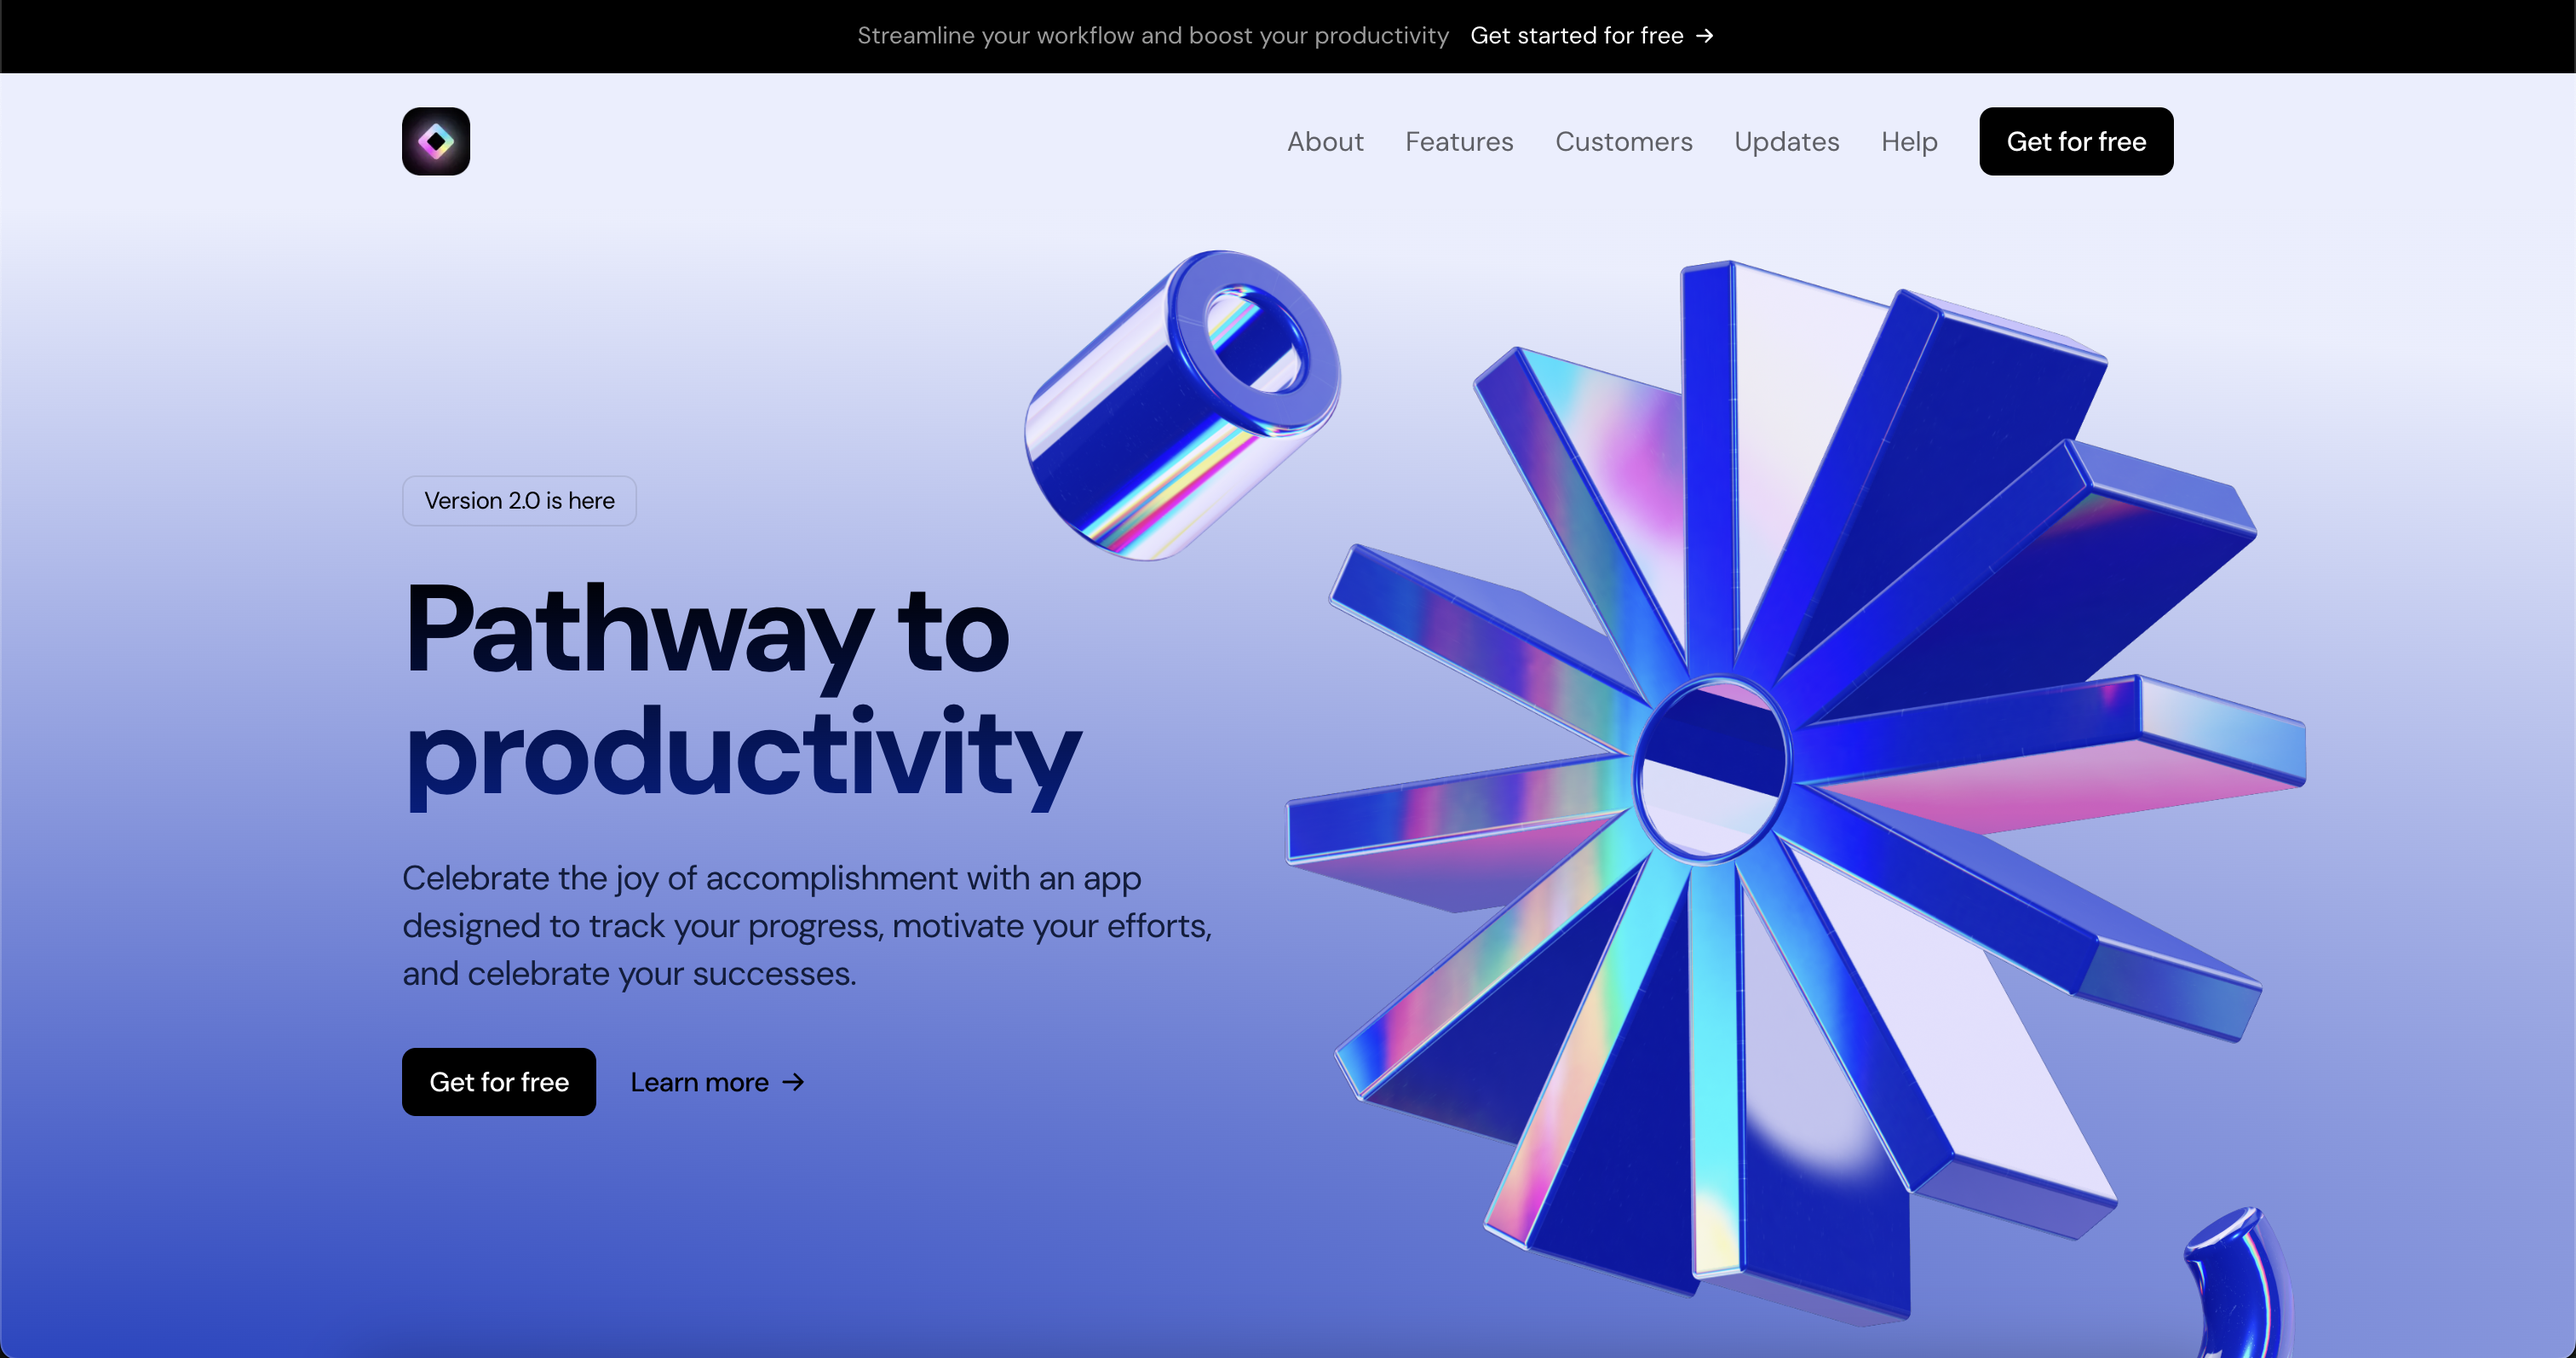 Streamline your workflow and boost your productivity Get started for free →
About Features Customers Updates Help Get for free
Version 2.0 is here
Pathway to
productivity
Celebrate the joy of accomplishment with an app
designed to track your progress, motivate your efforts,
and celebrate your successes.
Get for free Learn more →